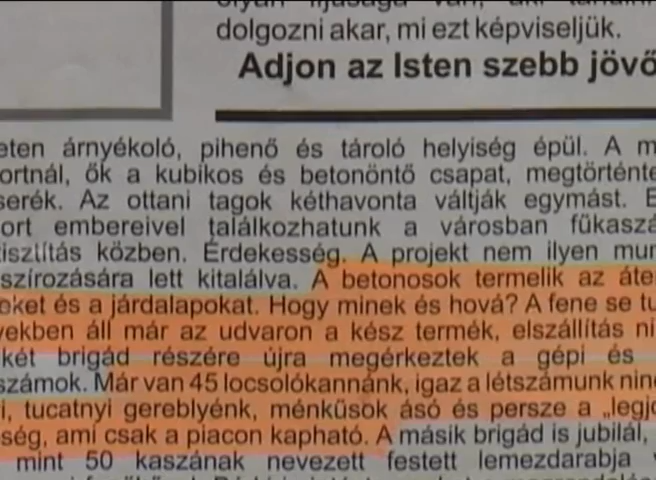 dolgozni akar, mi ezt képviseljük.
Adjon az Isten szebb jövő
eten árnyékoló, pihenő és tároló helyiség épül. A m
ortnál, ők a kubikos és betonöntő csapat, megtörténte
serék. Az ottani tagok kéthavonta váltják egymást. E
ort embereivel találkozhatunk a városban fűkaszá
tisztítás közben. Érdekesség. A projekt nem ilyen mun
szírozására lett kitalálva. A betonosok termelik az áte
eket és a járdalapokat. Hogy minek és hová? A fene se tu
yekben áll már az udvaron a kész termék, elszállítás ni
két brigád részére újra megérkeztek a gépi és
számok. Már van 45 locsolókannánk, igaz a létszámunk ninc
i, tucatnyi gereblyénk, ménkűsok ásó és persze a „legjo
ség, ami csak a piacon kapható. A másik brigád is jubilál,
mint 50 kaszának nevezett festett lemezdarabja